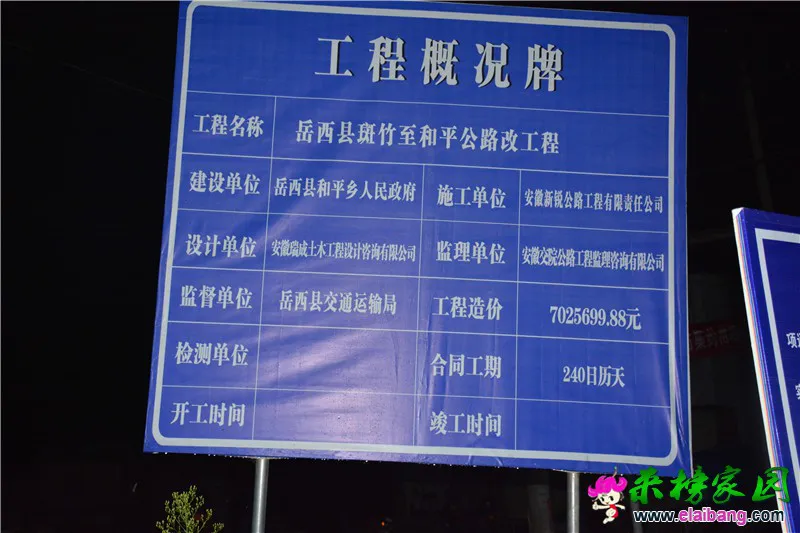 工程概况牌
工程名称 岳西县斑竹至和平公路改工程
建设单位 岳西县和平乡人民政府 施工单位 安徽新锐公路工程有限责任公司
设计单位 安徽瑞成土木工程设计咨询有限公司 监理单位 安徽交院公路工程监理咨询有限公司
监督单位 岳西县交通运输局 工程造价 7025699.88元
检测单位 合同工期 240日历天
开工时间 竣工时间
采榜家园
www.elaibang.com